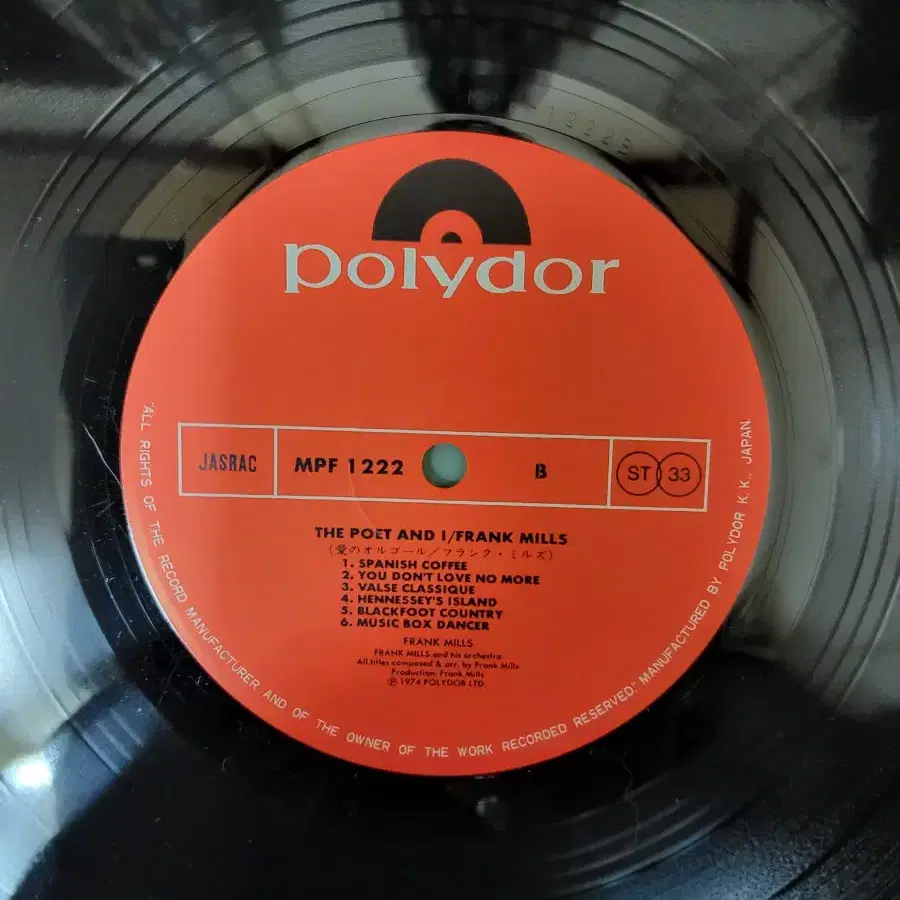 12225
polydor
JASRAC
MPF 1222
B
ST 33
THE POET AND I/FRANK MILLS
(愛のオルゴール/フランク・ミルズ)
1. SPANISH COFFEE
2. YOU DON'T LOVE NO MORE
3. VALSE CLASSIQUE
4. HENNESSEY'S ISLAND
5. BLACKFOOT COUNTRY
6. MUSIC BOX DANCER
FRANK MILLS
FRANK MILLS and his orchestra
All titles composed & arr. by Frank Mills
Production: Frank Mills
℗ 1974 POLYDOR LTD.
"ALL RIGHTS OF THE RECORD MANUFACTURER AND OF THE OWNER OF THE WORK RECORDED RESERVED." MANUFACTURED BY POLYDOR K.K., JAPAN.